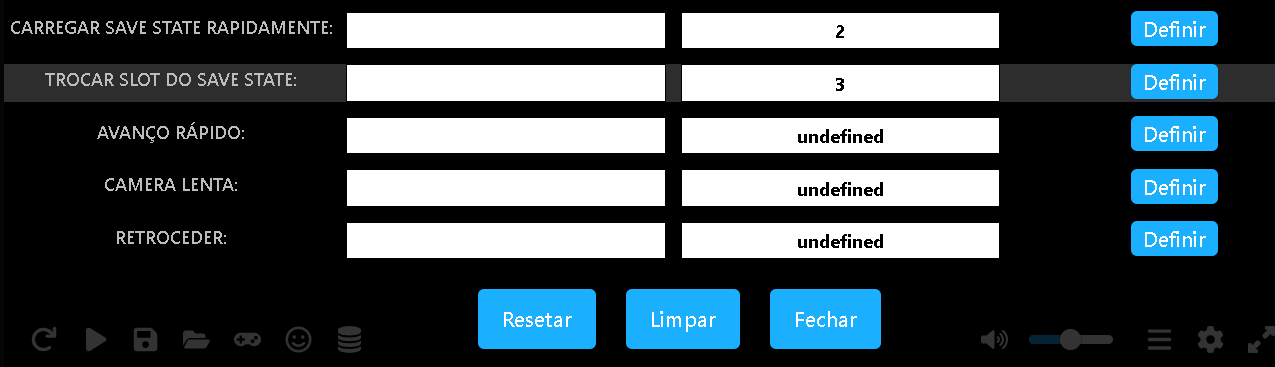 CARREGAR SAVE STATE RAPIDAMENTE: 2 Definir
TROCAR SLOT DO SAVE STATE: 3 Definir
AVANÇO RÁPIDO: undefined Definir
CAMERA LENTA: undefined Definir
RETROCEDER: undefined Definir
Resetar Limpar Fechar